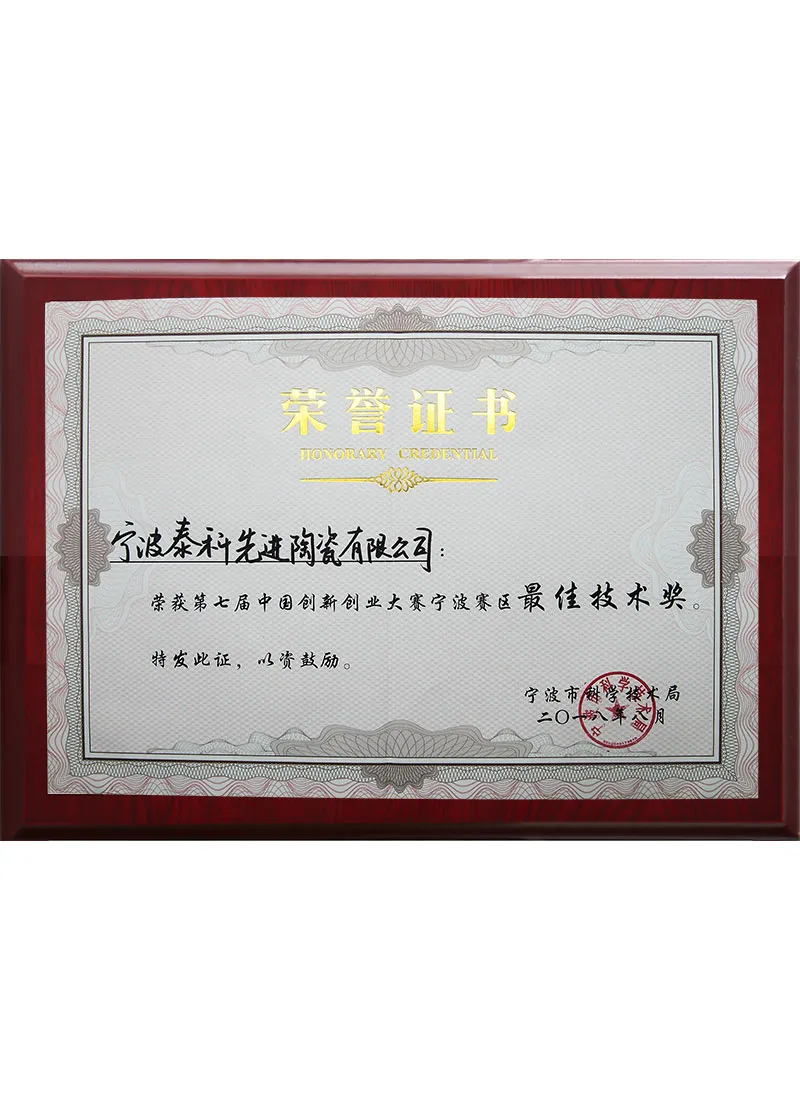 荣誉证书
HONORARY CREDENTIAL
宁波泰科先进陶瓷有限公司：
荣获第七届中国创新创业大赛宁波赛区最佳技术奖。
特发此证，以资鼓励。
宁波市科学技术局
二〇一八年八月